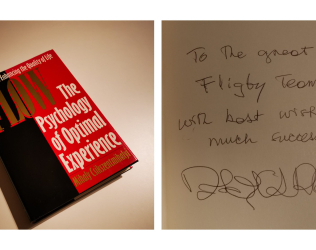 Enhancing the Quality of Life
FLOW
The
Psychology
of Optimal
Experience
Mihaly Csikszentmihalyi
To the great
Fligby Team
with best wish
much success